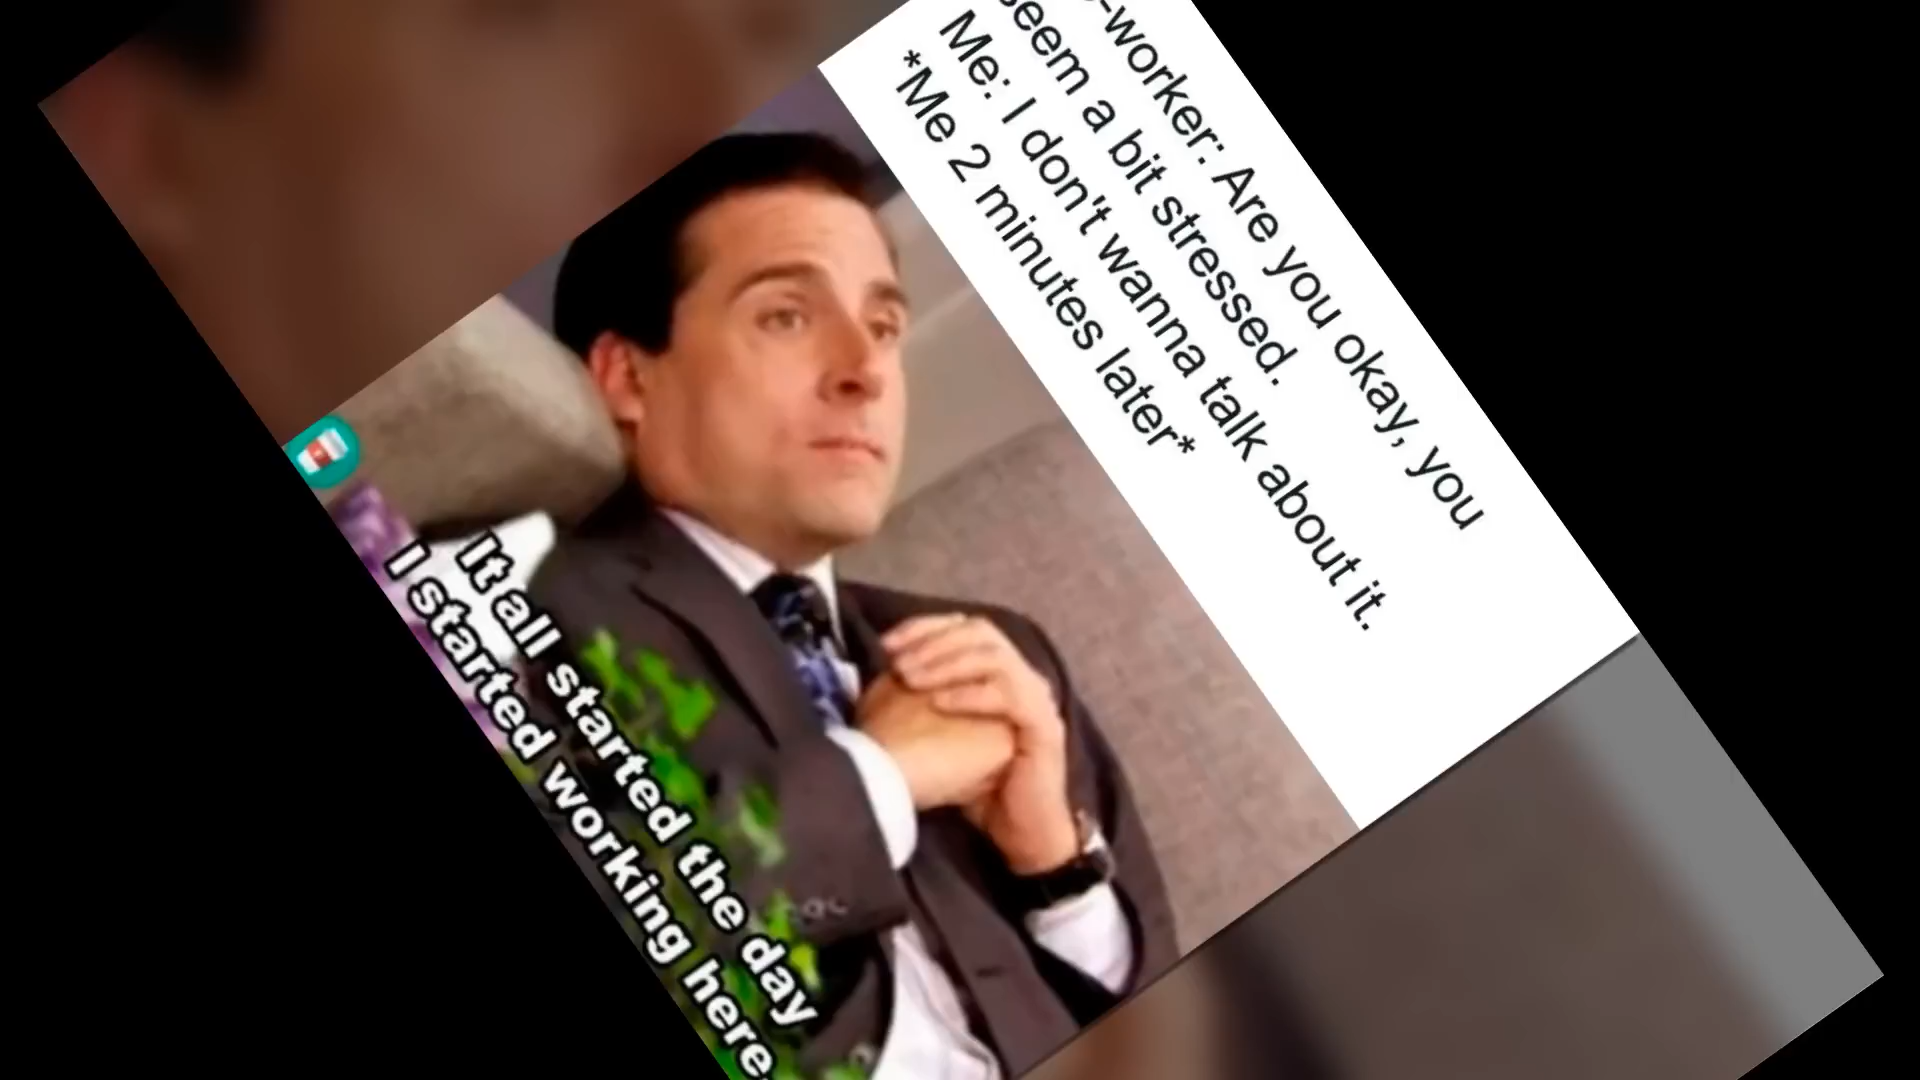 -worker: Are you okay, you
seem a bit stressed.
Me: I don't wanna talk about it.
*Me 2 minutes later*
It all started the day
I started working here.